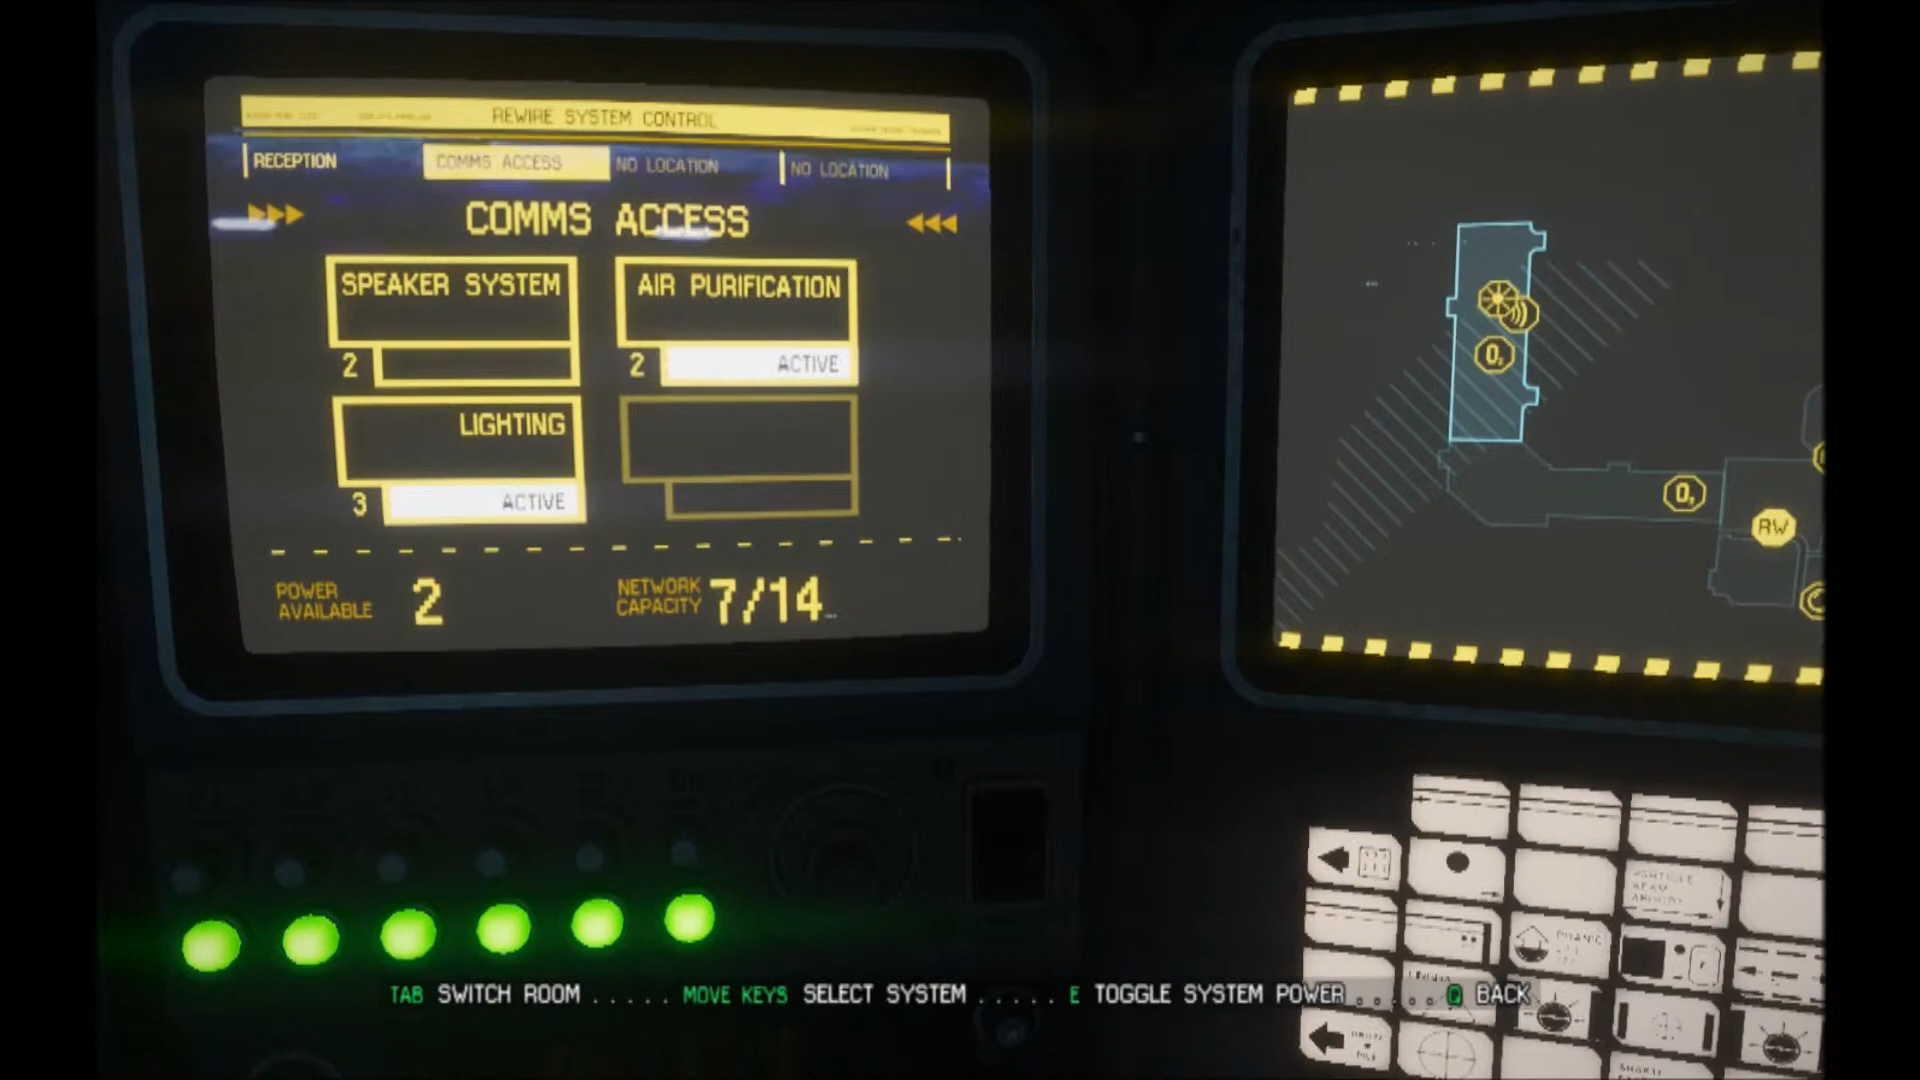 REWIRE SYSTEM CONTROL
RECEPTION
COMMS ACCESS
NO LOCATION
NO LOCATION
COMMS ACCESS
SPEAKER SYSTEM
AIR PURIFICATION
2
2 ACTIVE
LIGHTING
3 ACTIVE
POWER AVAILABLE 2
NETWORK CAPACITY 7/14
O₂
O₂
RW
PARTICLE
BEAM
TAB SWITCH ROOM ..... MOVE KEYS SELECT SYSTEM ..... E TOGGLE SYSTEM POWER ..... Q BACK